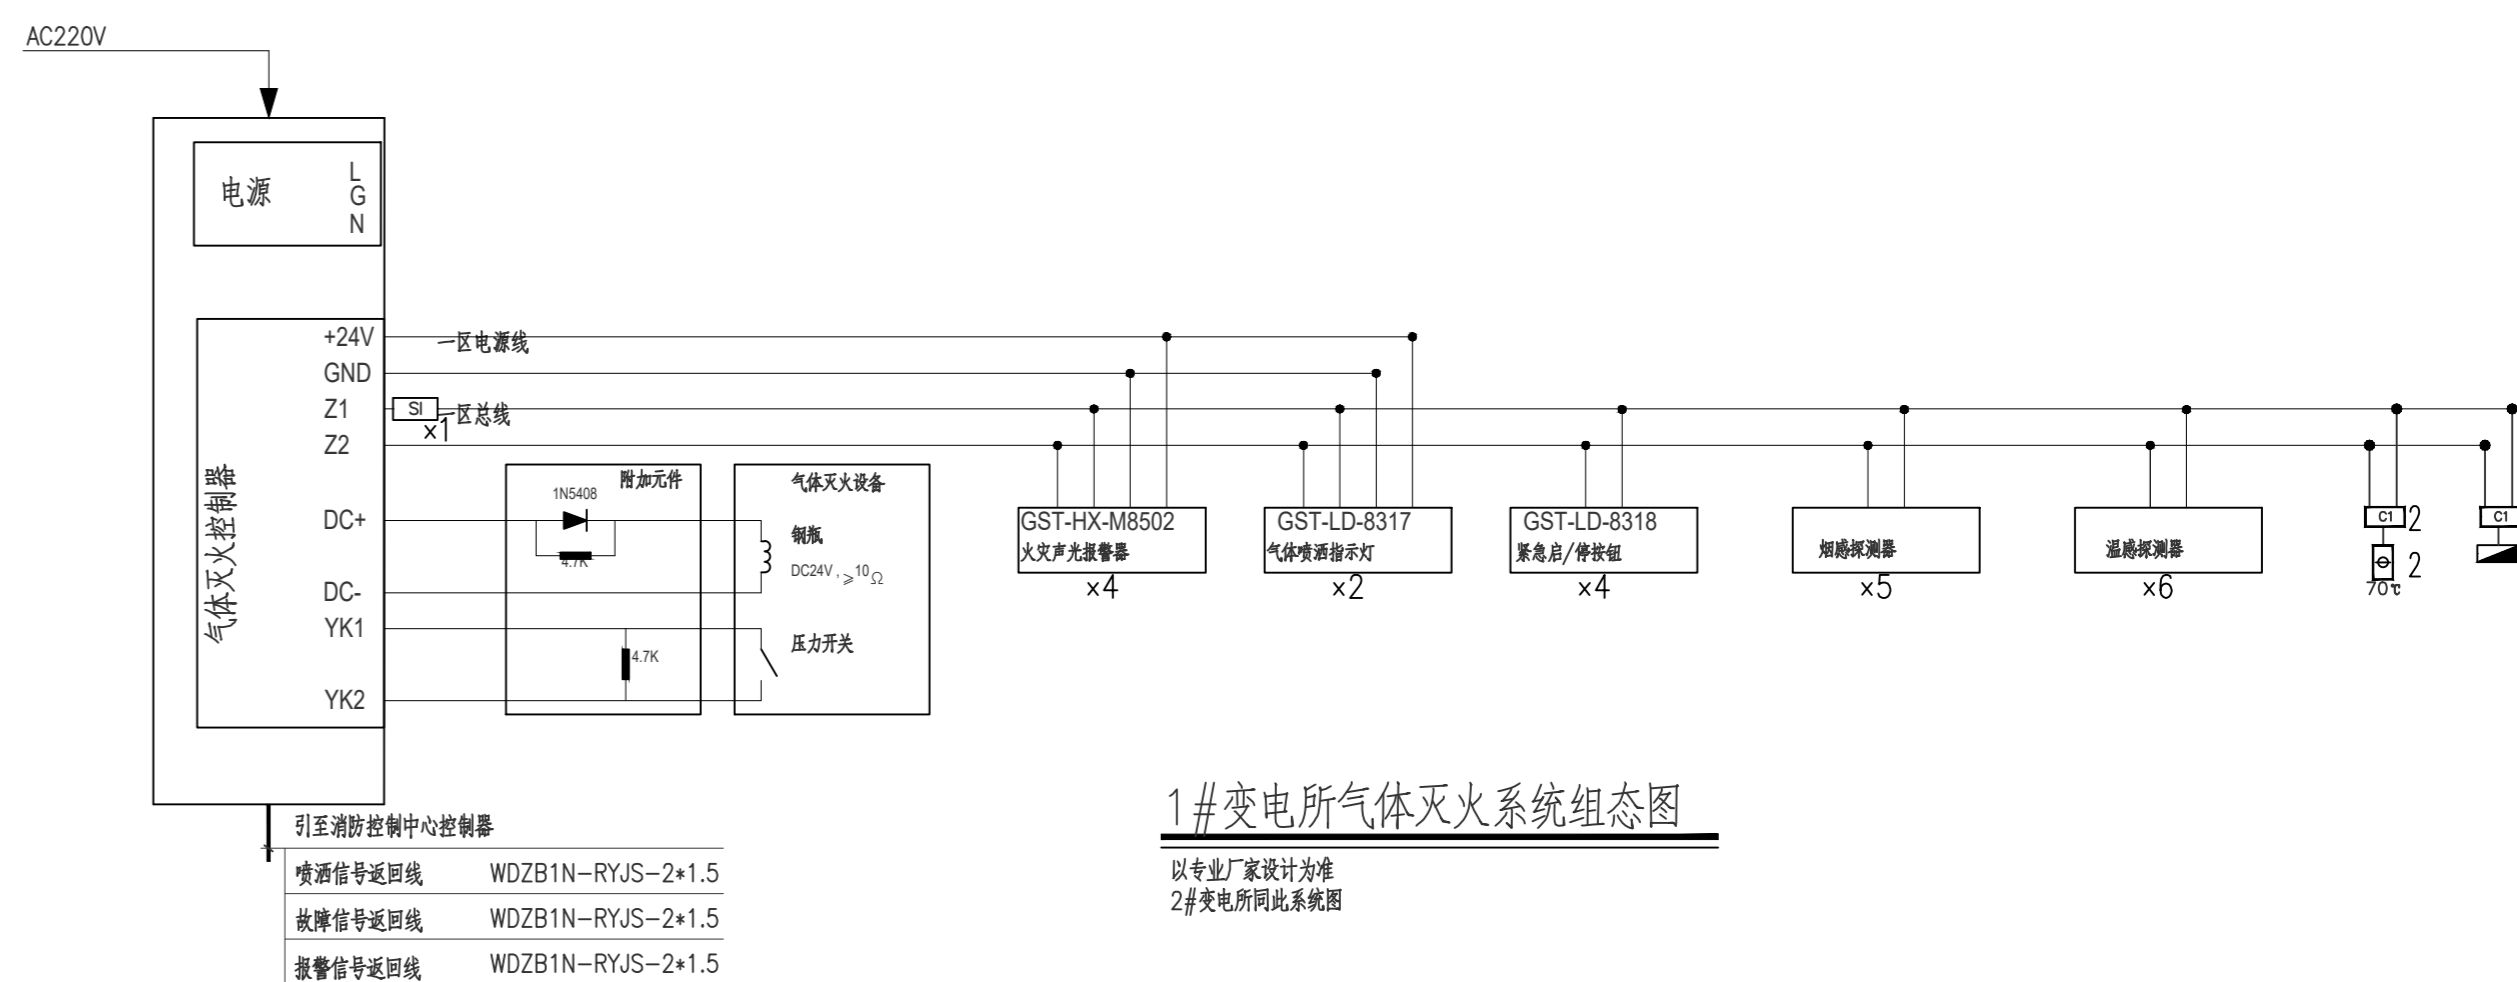 AC220V
电源
L
G
N
气体灭火控制器
+24V
GND
Z1
Z2
DC+
DC-
YK1
YK2
一区电源线
SI
一区总线
x1
附加元件
1N5408
4.7K
4.7K
气体灭火设备
钢瓶
DC24V,≥10Ω
压力开关
GST-HX-M8502
火灾声光报警器
x4
GST-LD-8317
气体喷洒指示灯
x2
GST-LD-8318
紧急启/停按钮
x4
烟感探测器
x5
温感探测器
x6
C1 2
2
70℃
C1
引至消防控制中心控制器
喷洒信号返回线 WDZB1N-RYJS-2*1.5
故障信号返回线 WDZB1N-RYJS-2*1.5
报警信号返回线 WDZB1N-RYJS-2*1.5
1#变电所气体灭火系统组态图
以专业厂家设计为准
2#变电所同此系统图